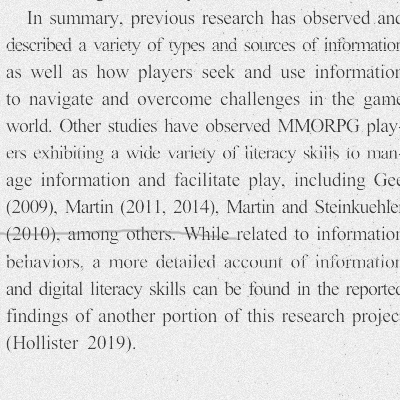 In summary, previous research has observed and
described a variety of types and sources of information
as well as how players seek and use information
to navigate and overcome challenges in the game
world. Other studies have observed MMORPG play-
ers exhibiting a wide variety of literacy skills to man-
age information and facilitate play, including Gee
(2009), Martin (2011, 2014), Martin and Steinkuehler
(2010), among others. While related to information
behaviors, a more detailed account of information
and digital literacy skills can be found in the reported
findings of another portion of this research project
(Hollister 2019).